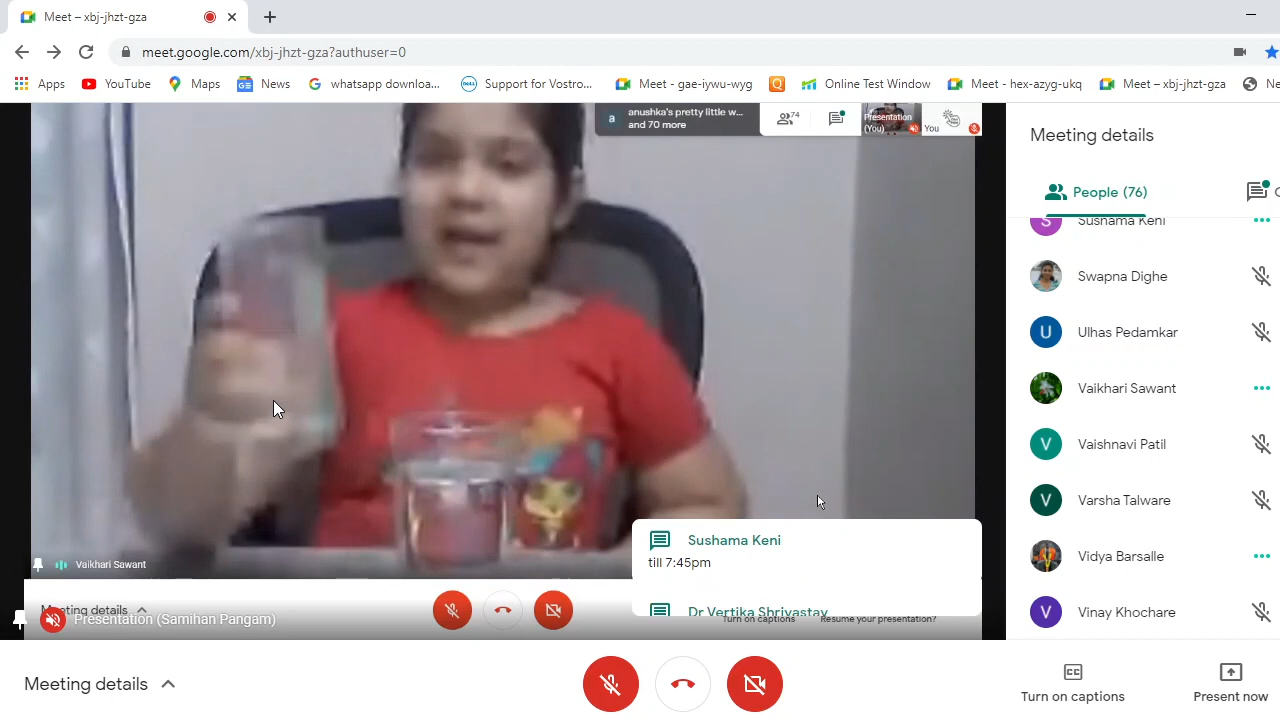 Meet – xbj-jhzt-gza
meet.google.com/xbj-jhzt-gza?authuser=0
Apps
YouTube
Maps
News
whatsapp downloa...
Support for Vostro...
Meet - gae-iywu-wyg
Online Test Window
Meet - hex-azyg-ukq
Meet – xbj-jhzt-gza
Ne
a
anushka's pretty little w...
and 70 more
74
Presentation
(You)
You
Meeting details
People (76)
C
S
Sushama Keni
Swapna Dighe
U
Ulhas Pedamkar
Vaikhari Sawant
V
Vaishnavi Patil
V
Varsha Talware
Vidya Barsalle
V
Vinay Khochare
Sushama Keni
till 7:45pm
Dr Vertika Shrivastav
Vaikhari Sawant
Meeting details
Presentation (Samihan Pangam)
Turn on captions
Resume your presentation?
Meeting details
Turn on captions
Present now